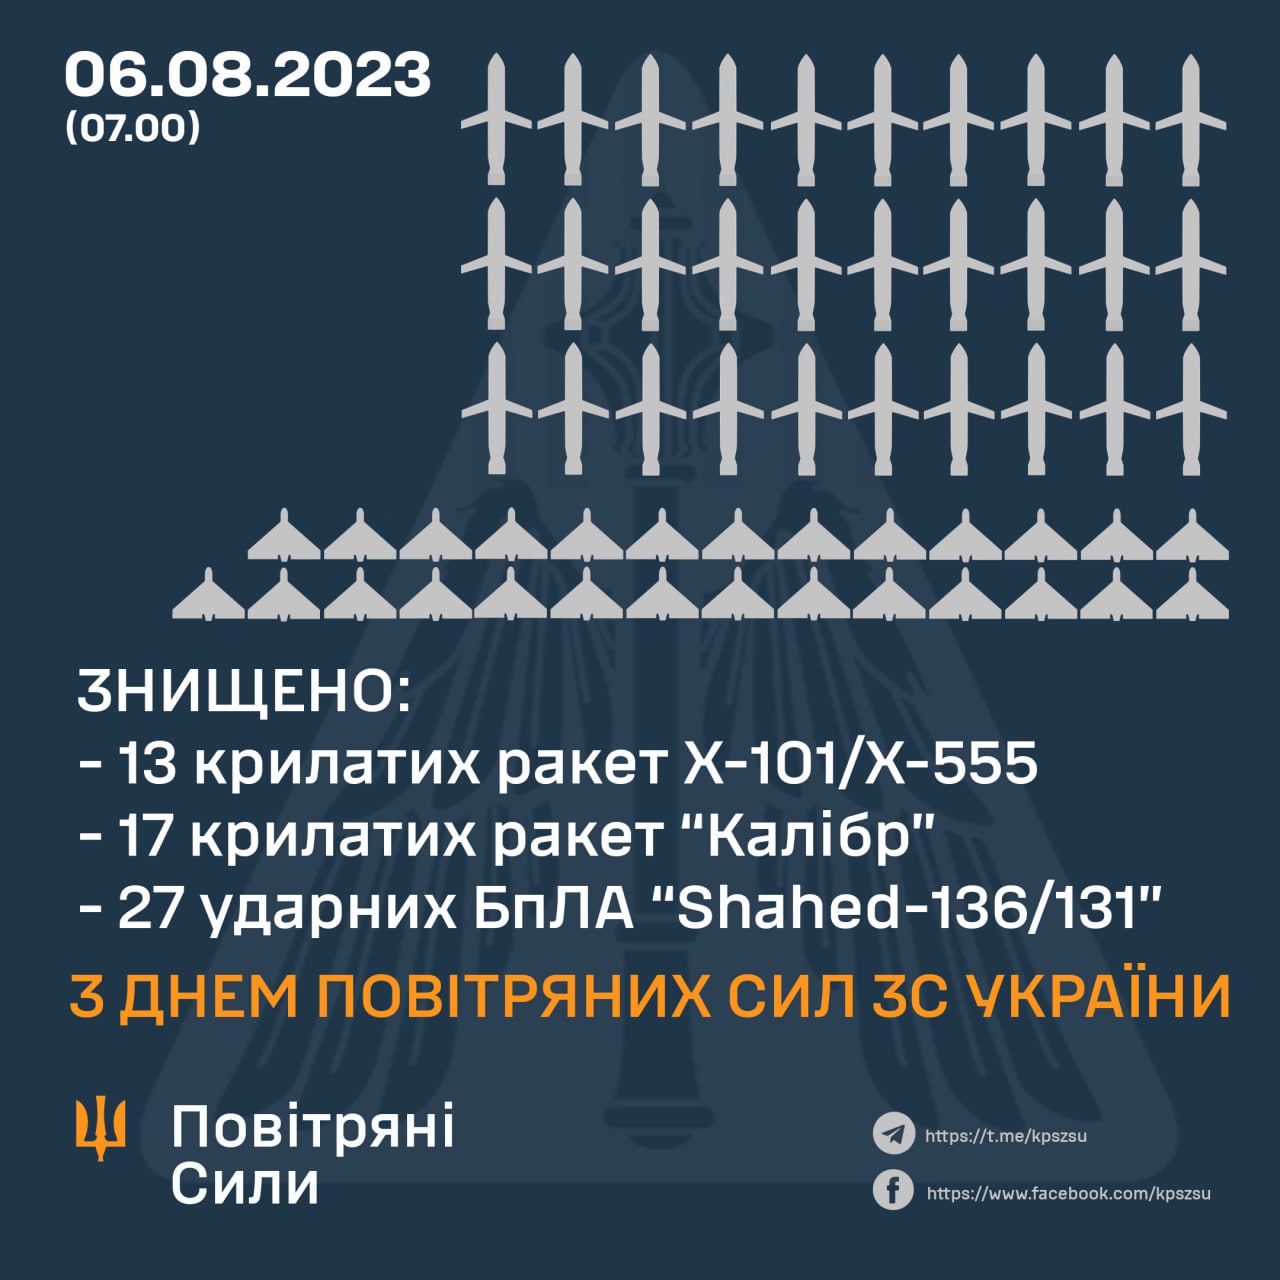 06.08.2023
(07.00)
ЗНИЩЕНО:
- 13 крилатих ракет Х-101/Х-555
- 17 крилатих ракет “Калібр”
- 27 ударних БпЛА “Shahed-136/131”
З ДНЕМ ПОВІТРЯНИХ СИЛ ЗС УКРАЇНИ
Повітряні
Сили
https://t.me/kpszsu
https://www.facebook.com/kpszsu